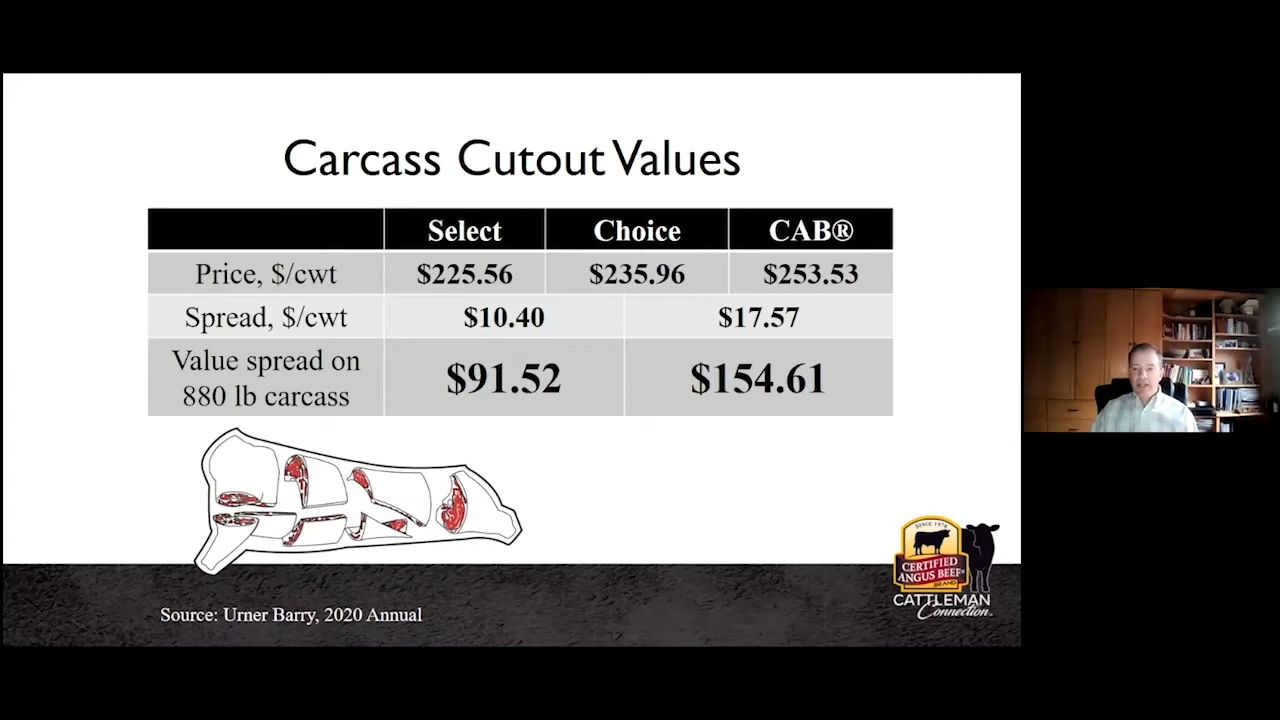 Carcass Cutout Values
Select Choice CAB®
Price, $/cwt $225.56 $235.96 $253.53
Spread, $/cwt $10.40 $17.57
Value spread on
880 lb carcass
$91.52 $154.61
SINCE 1978
CERTIFIED
ANGUS BEEF®
BRAND
CATTLEMAN
Connection™
Source: Urner Barry, 2020 Annual